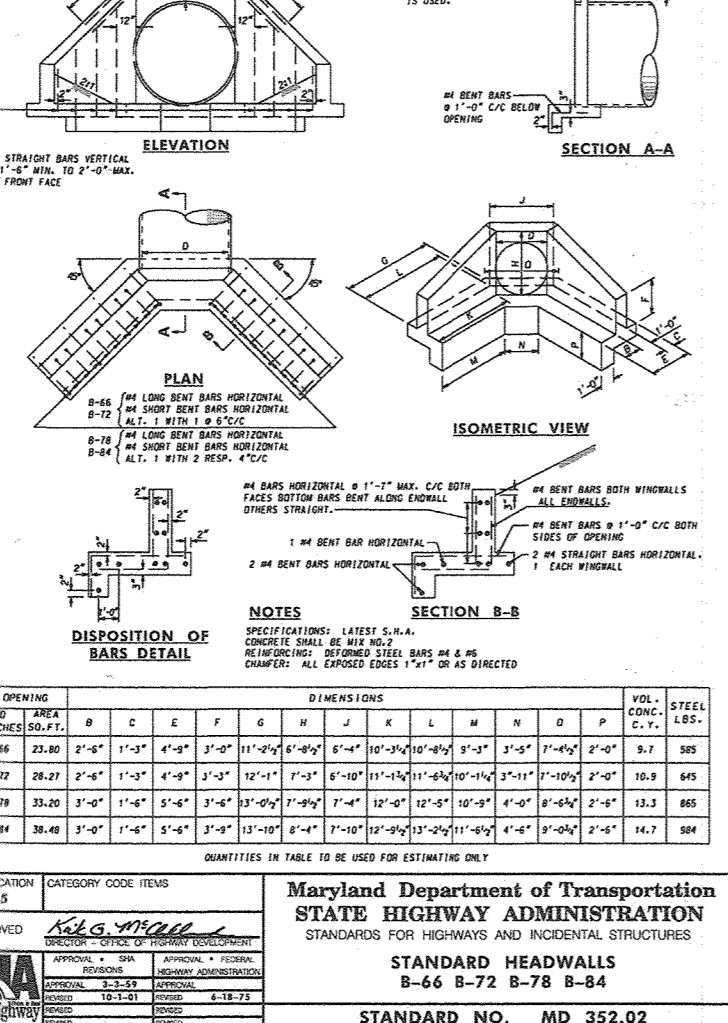 IS USED.
12" 12"
2:1 2:1
2" 2"
ELEVATION
STRAIGHT BARS VERTICAL
1'-6" MIN. TO 2'-0" MAX.
FRONT FACE
#4 BENT BARS
@ 1'-0" C/C BELOW
OPENING
3"
2"
SECTION A-A
A
D
B
45° 45°
A
B
PLAN
B-66 #4 LONG BENT BARS HORIZONTAL
B-72 #4 SHORT BENT BARS HORIZONTAL
ALT. 1 WITH 1 @ 6"C/C
B-78 #4 LONG BENT BARS HORIZONTAL
B-84 #4 SHORT BENT BARS HORIZONTAL
ALT. 1 WITH 2 RESP. 4"C/C
J
D
G
H O
L
F
K
1'-0"
C
B
E
M N P
1'-0"
ISOMETRIC VIEW
2"
2"
2"
2"
3"
2"
1'-0"
DISPOSITION OF
BARS DETAIL
#4 BARS HORIZONTAL @ 1'-7" MAX. C/C BOTH
FACES BOTTOM BARS BENT ALONG ENDWALL
OTHERS STRAIGHT.
1 #4 BENT BAR HORIZONTAL
2 #4 BENT BARS HORIZONTAL
3"
#4 BENT BARS BOTH WINGWALLS
ALL ENDWALLS.
#4 BENT BARS @ 1'-0" C/C BOTH
SIDES OF OPENING
2 #4 STRAIGHT BARS HORIZONTAL.
1 EACH WINGWALL
SECTION B-B
NOTES
SPECIFICATIONS: LATEST S.H.A.
CONCRETE SHALL BE MIX NO.2
REINFORCING: DEFORMED STEEL BARS #4 & #6
CHAMFER: ALL EXPOSED EDGES 1"x1" OR AS DIRECTED
OPENING DIMENSIONS VOL. CONC. C.Y. STEEL LBS.
AREA SQ.FT. B C E F G H J K L M N O P
66 23.80 2'-6" 1'-3" 4'-9" 3'-0" 11'-2½" 6'-8½" 6'-4" 10'-3¼" 10'-8½" 9'-3" 3'-5" 7'-4½" 2'-0" 9.7 585
72 28.27 2'-6" 1'-3" 4'-9" 3'-3" 12'-1" 7'-3" 6'-10" 11'-1¾" 11'-6¾" 10'-1¼" 3'-11" 7'-10½" 2'-0" 10.9 645
78 33.20 3'-0" 1'-6" 5'-6" 3'-6" 13'-0½" 7'-9½" 7'-4" 12'-0" 12'-5" 10'-9" 4'-0" 8'-6¾" 2'-6" 13.3 865
84 38.48 3'-0" 1'-6" 5'-6" 3'-9" 13'-10" 8'-4" 7'-10" 12'-9½" 13'-2½" 11'-6½" 4'-6" 9'-0¾" 2'-6" 14.7 984
QUANTITIES IN TABLE TO BE USED FOR ESTIMATING ONLY
CATEGORY CODE ITEMS
Kirk G. McClelland
DIRECTOR - OFFICE OF HIGHWAY DEVELOPMENT
APPROVAL • SHA REVISIONS
APPROVAL • FEDERAL HIGHWAY ADMINISTRATION
APPROVAL 3-3-59 APPROVAL
REVISED 10-1-01 REVISED 6-18-75
REVISED REVISED
REVISED REVISED
Highway
Maryland Department of Transportation
STATE HIGHWAY ADMINISTRATION
STANDARDS FOR HIGHWAYS AND INCIDENTAL STRUCTURES
STANDARD HEADWALLS
B-66 B-72 B-78 B-84
STANDARD NO. MD 352.02